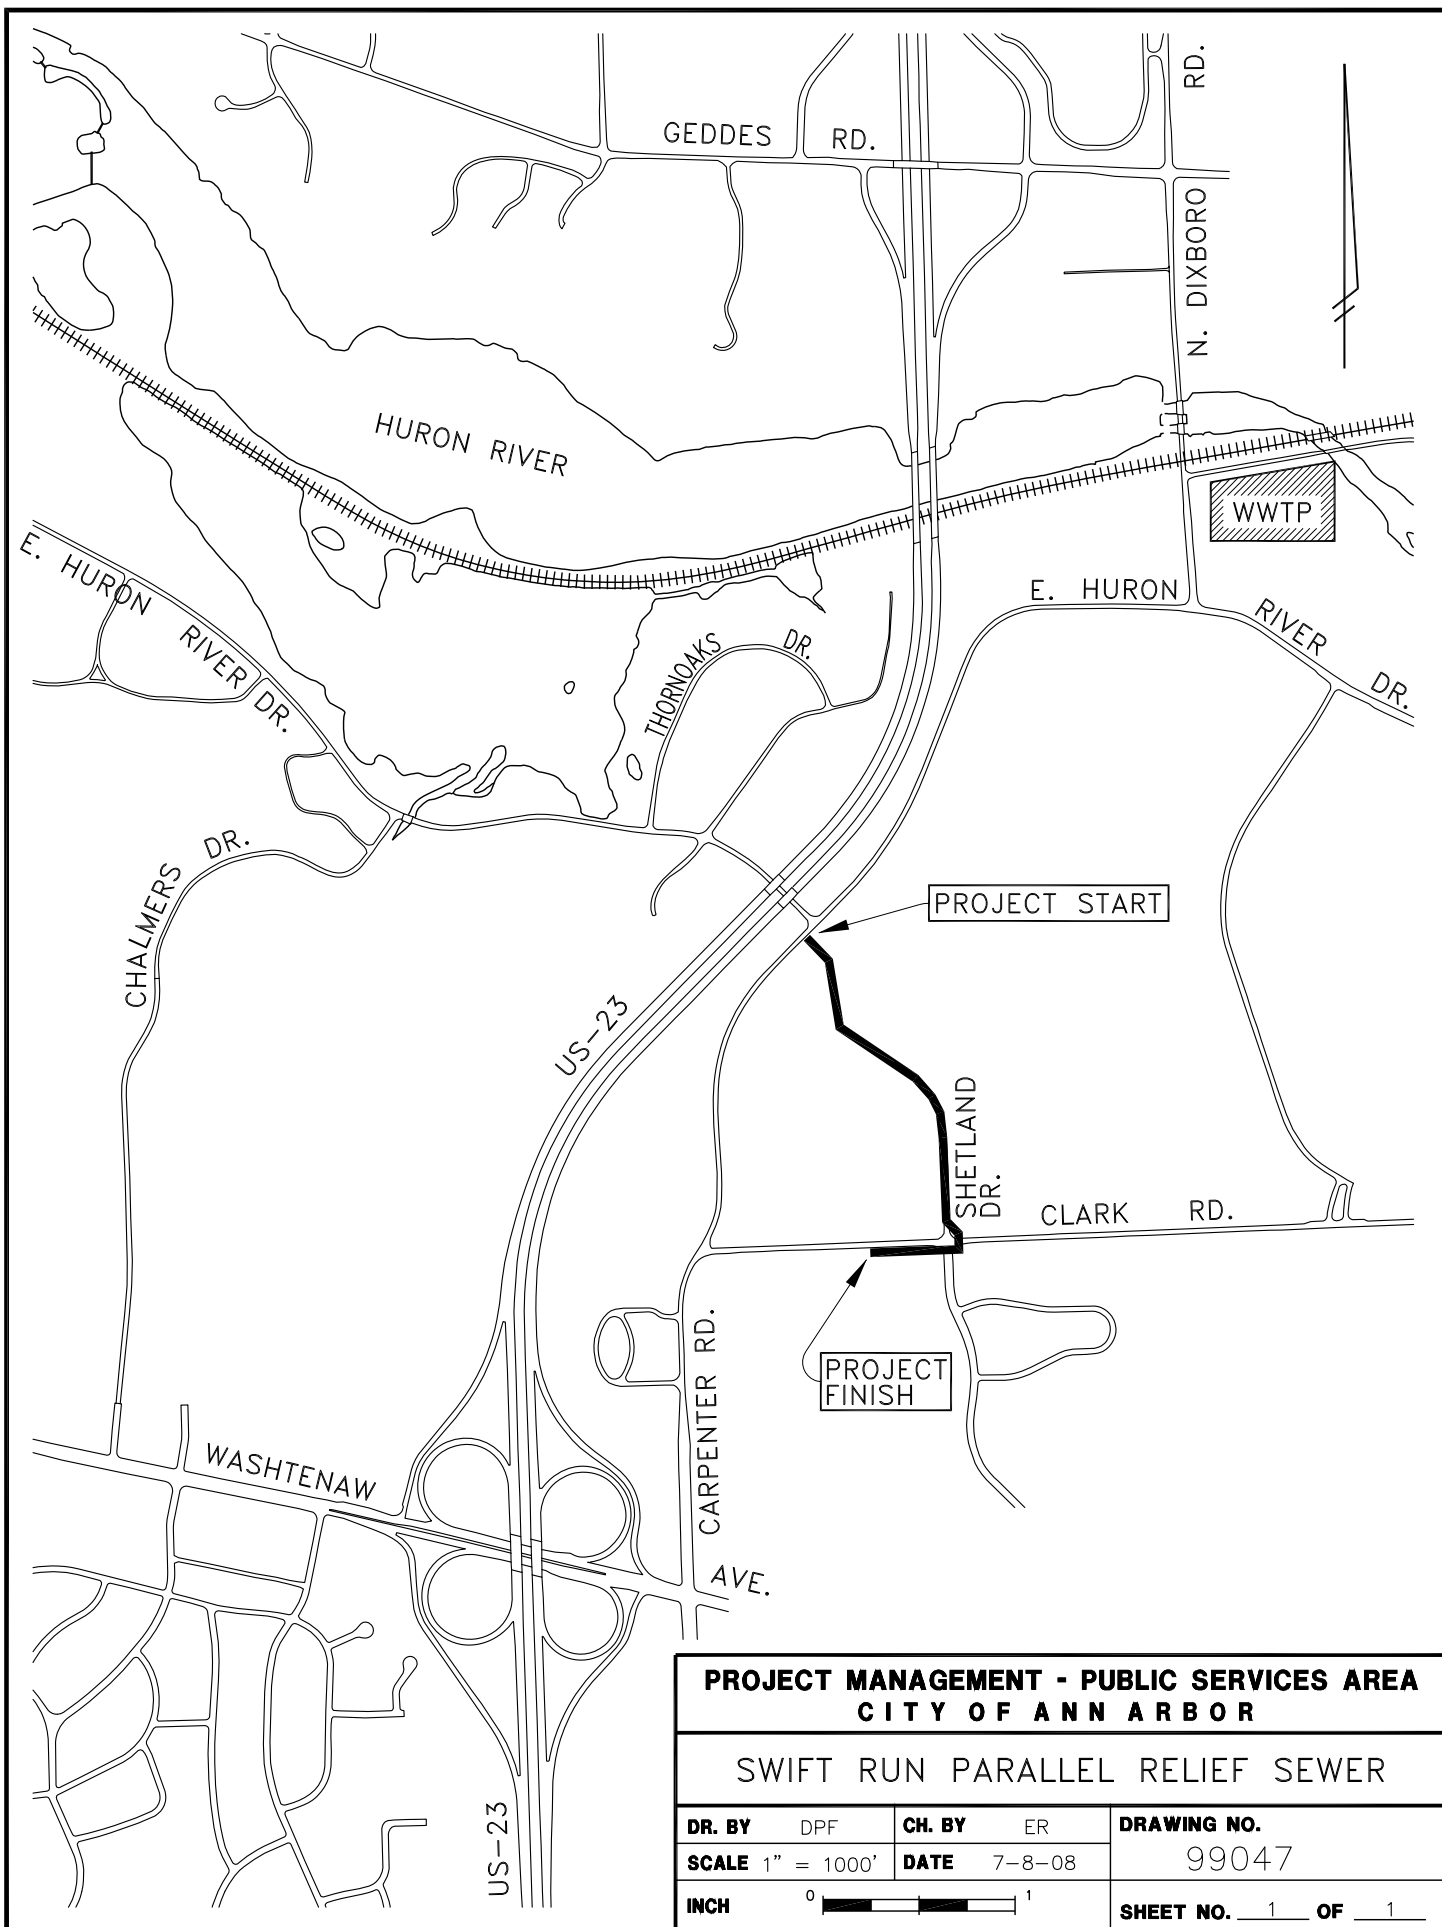 RD.
GEDDES RD.
N. DIXBORO
HURON RIVER
WWTP
E. HURON RIVER DR.
E. HURON RIVER DR.
THORNOAKS DR.
CHALMERS DR.
PROJECT START
US-23
SHETLAND
DR.
CLARK RD.
PROJECT
FINISH
CARPENTER RD.
WASHTENAW AVE.
US-23
PROJECT MANAGEMENT - PUBLIC SERVICES AREA
CITY OF ANN ARBOR
SWIFT RUN PARALLEL RELIEF SEWER
DR. BY DPF CH. BY ER DRAWING NO.
SCALE 1" = 1000' DATE 7-8-08 99047
INCH 0 1 SHEET NO. 1 OF 1